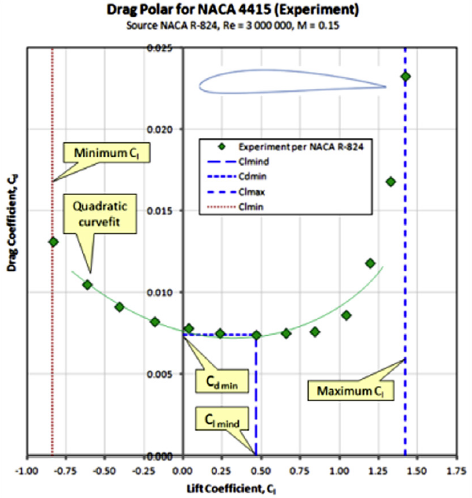 Drag Polar for NACA 4415 (Experiment)
Source NACA R-824, Re = 3 000 000, M = 0.15
0.025
0.020
0.015
0.010
0.005
0.000
Drag Coefficient, Cd
Minimum Cl
Quadratic
curvefit
Experiment per NACA R-824
Clmind
Cdmin
Clmax
Clmin
Cd min
Cl mind
Maximum Cl
-1.00 -0.75 -0.50 -0.25 0.00 0.25 0.50 0.75 1.00 1.25 1.50 1.75
Lift Coefficient, Cl